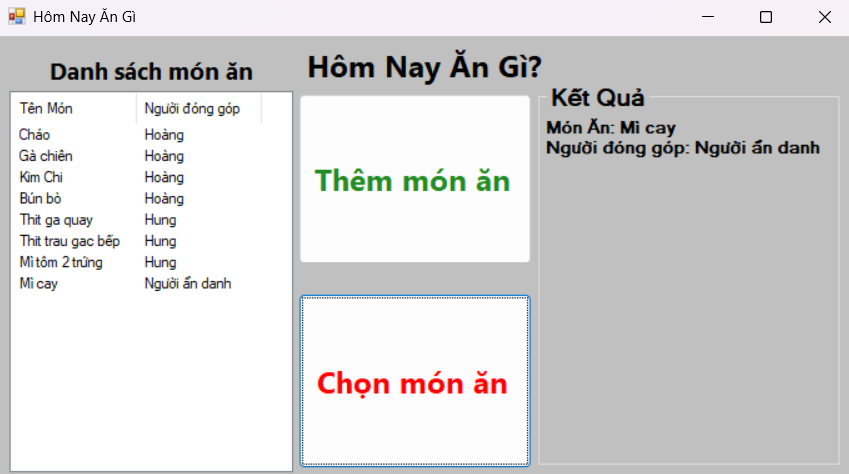 Hôm Nay Ăn Gì
Danh sách món ăn
Tên Món Người đóng góp
Cháo Hoàng
Gà chiên Hoàng
Kim Chi Hoàng
Bún bò Hoàng
Thit ga quay Hung
Thit trau gac bếp Hung
Mì tôm 2 trứng Hung
Mì cay Người ẩn danh
Hôm Nay Ăn Gì?
Thêm món ăn
Chọn món ăn
Kết Quả
Món Ăn: Mì cay
Người đóng góp: Người ẩn danh